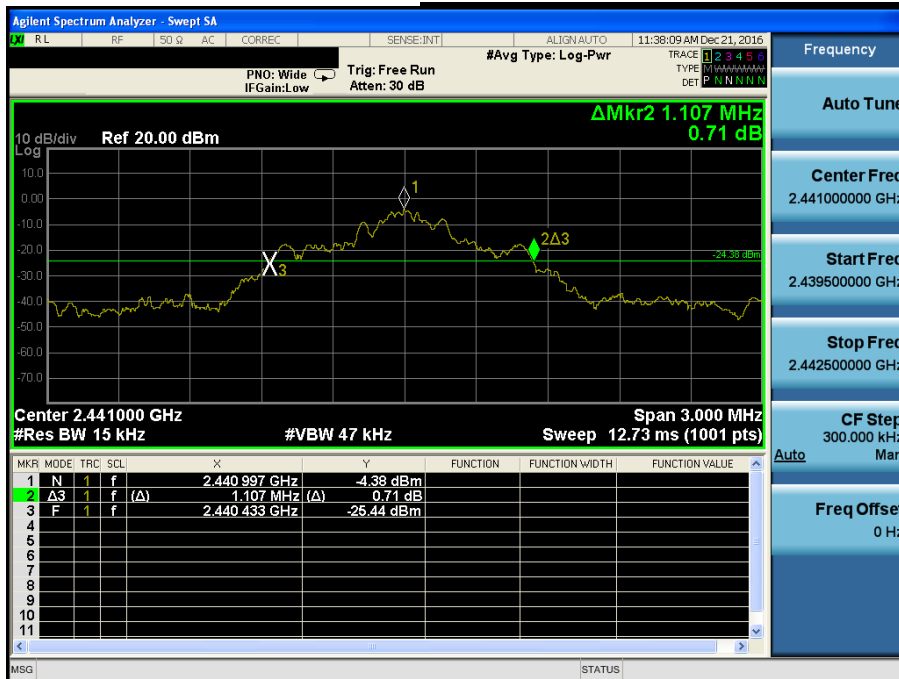 Agilent Spectrum Analyzer - Swept SA
LXI RL RF 50 Ω AC CORREC SENSE:INT ALIGN AUTO 11:38:09 AM Dec 21, 2016
PNO: Wide Trig: Free Run #Avg Type: Log-Pwr TRACE 1 2 3 4 5 6
IFGain:Low Atten: 30 dB TYPE M W W W W W
DET P N N N N N
Frequency
Auto Tune
ΔMkr2 1.107 MHz
0.71 dB
10 dB/div Ref 20.00 dBm
Log
10.0
0.00
-10.0
-20.0
-30.0
-40.0
-50.0
-60.0
-70.0
1
2Δ3
3
-24.38 dBm
Center 2.441000 GHz Span 3.000 MHz
#Res BW 15 kHz #VBW 47 kHz Sweep 12.73 ms (1001 pts)
Center Freq
2.441000000 GHz
Start Freq
2.439500000 GHz
Stop Freq
2.442500000 GHz
CF Step
300.000 kHz
Auto Man
Freq Offset
0 Hz
MKR MODE TRC SCL X Y FUNCTION FUNCTION WIDTH FUNCTION VALUE
1 N 1 f 2.440 997 GHz -4.38 dBm
2 Δ3 1 f (Δ) 1.107 MHz (Δ) 0.71 dB
3 F 1 f 2.440 433 GHz -25.44 dBm
4
5
6
7
8
9
10
11
MSG STATUS